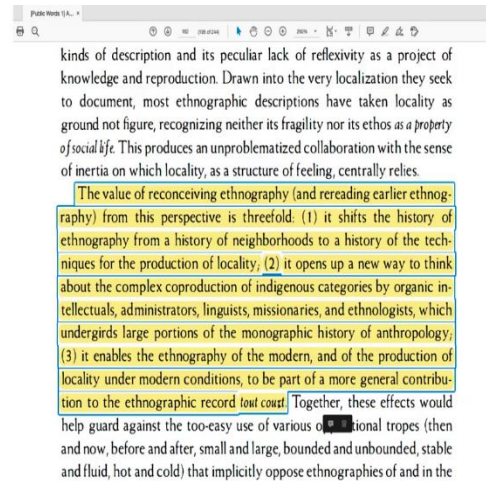 [Public Words 1] A... ×
182 (198 of 244)
kinds of description and its peculiar lack of reflexivity as a project of
knowledge and reproduction. Drawn into the very localization they seek
to document, most ethnographic descriptions have taken locality as
ground not figure, recognizing neither its fragility nor its ethos as a property
of social life. This produces an unproblematized collaboration with the sense
of inertia on which locality, as a structure of feeling, centrally relies.
The value of reconceiving ethnography (and rereading earlier ethnog-
raphy) from this perspective is threefold: (1) it shifts the history of
ethnography from a history of neighborhoods to a history of the tech-
niques for the production of locality; (2) it opens up a new way to think
about the complex coproduction of indigenous categories by organic in-
tellectuals, administrators, linguists, missionaries, and ethnologists, which
undergirds large portions of the monographic history of anthropology;
(3) it enables the ethnography of the modern, and of the production of
locality under modern conditions, to be part of a more general contribu-
tion to the ethnographic record tout court. Together, these effects would
help guard against the too-easy use of various tropes (then
and now, before and after, small and large, bounded and unbounded, stable
and fluid, hot and cold) that implicitly oppose ethnographies of and in the